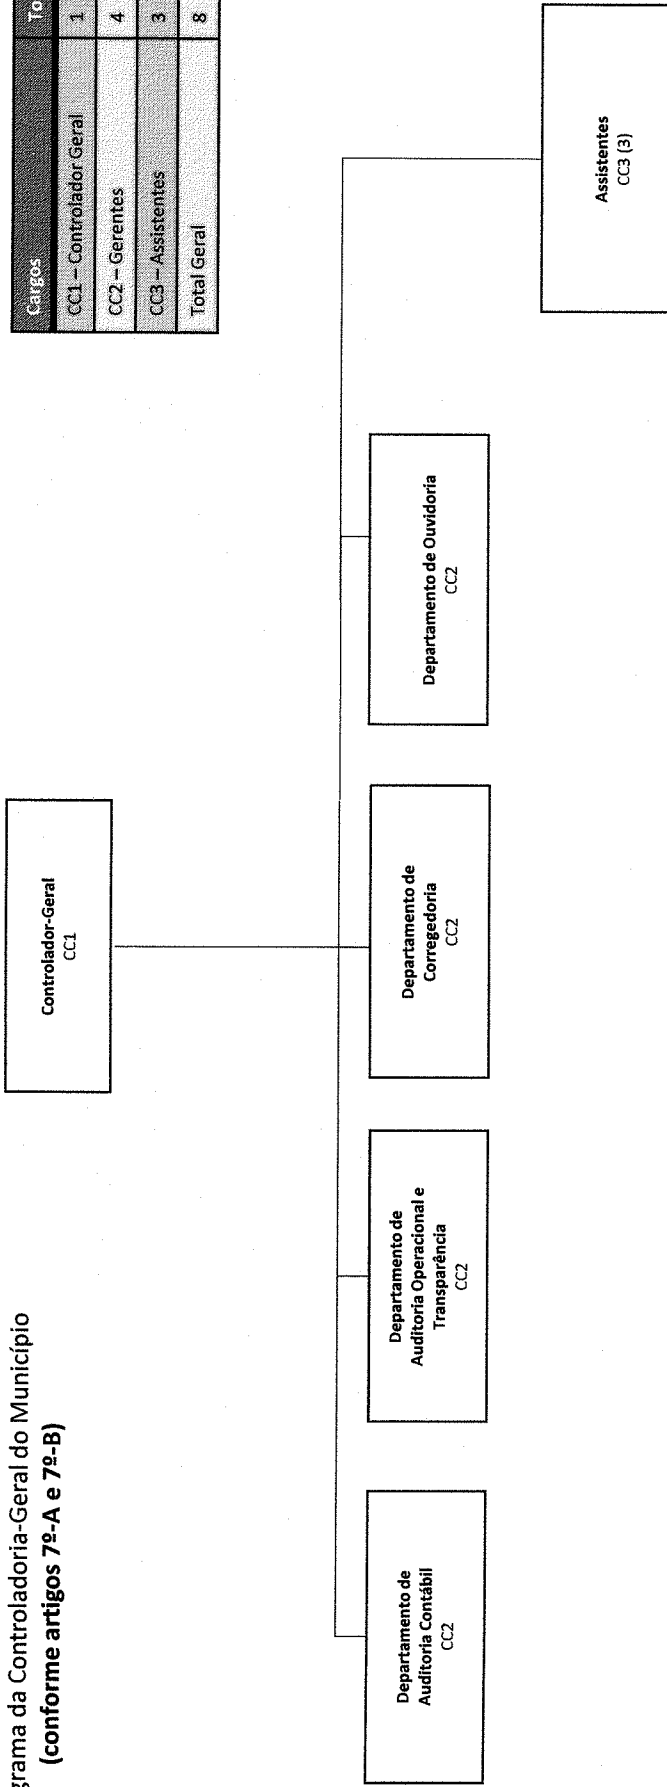 grama da Controladoria-Geral do Município
(conforme artigos 7º-A e 7º-B)
Cargos To
CC1 – Controlador Geral 1
CC2 – Gerentes 4
CC3 – Assistentes 3
Total Geral 8
Controlador-Geral
CC1
Departamento de
Auditoria Contábil
CC2
Departamento de
Auditoria Operacional e
Transparência
CC2
Departamento de
Corregedoria
CC2
Departamento de Ouvidoria
CC2
Assistentes
CC3 (3)